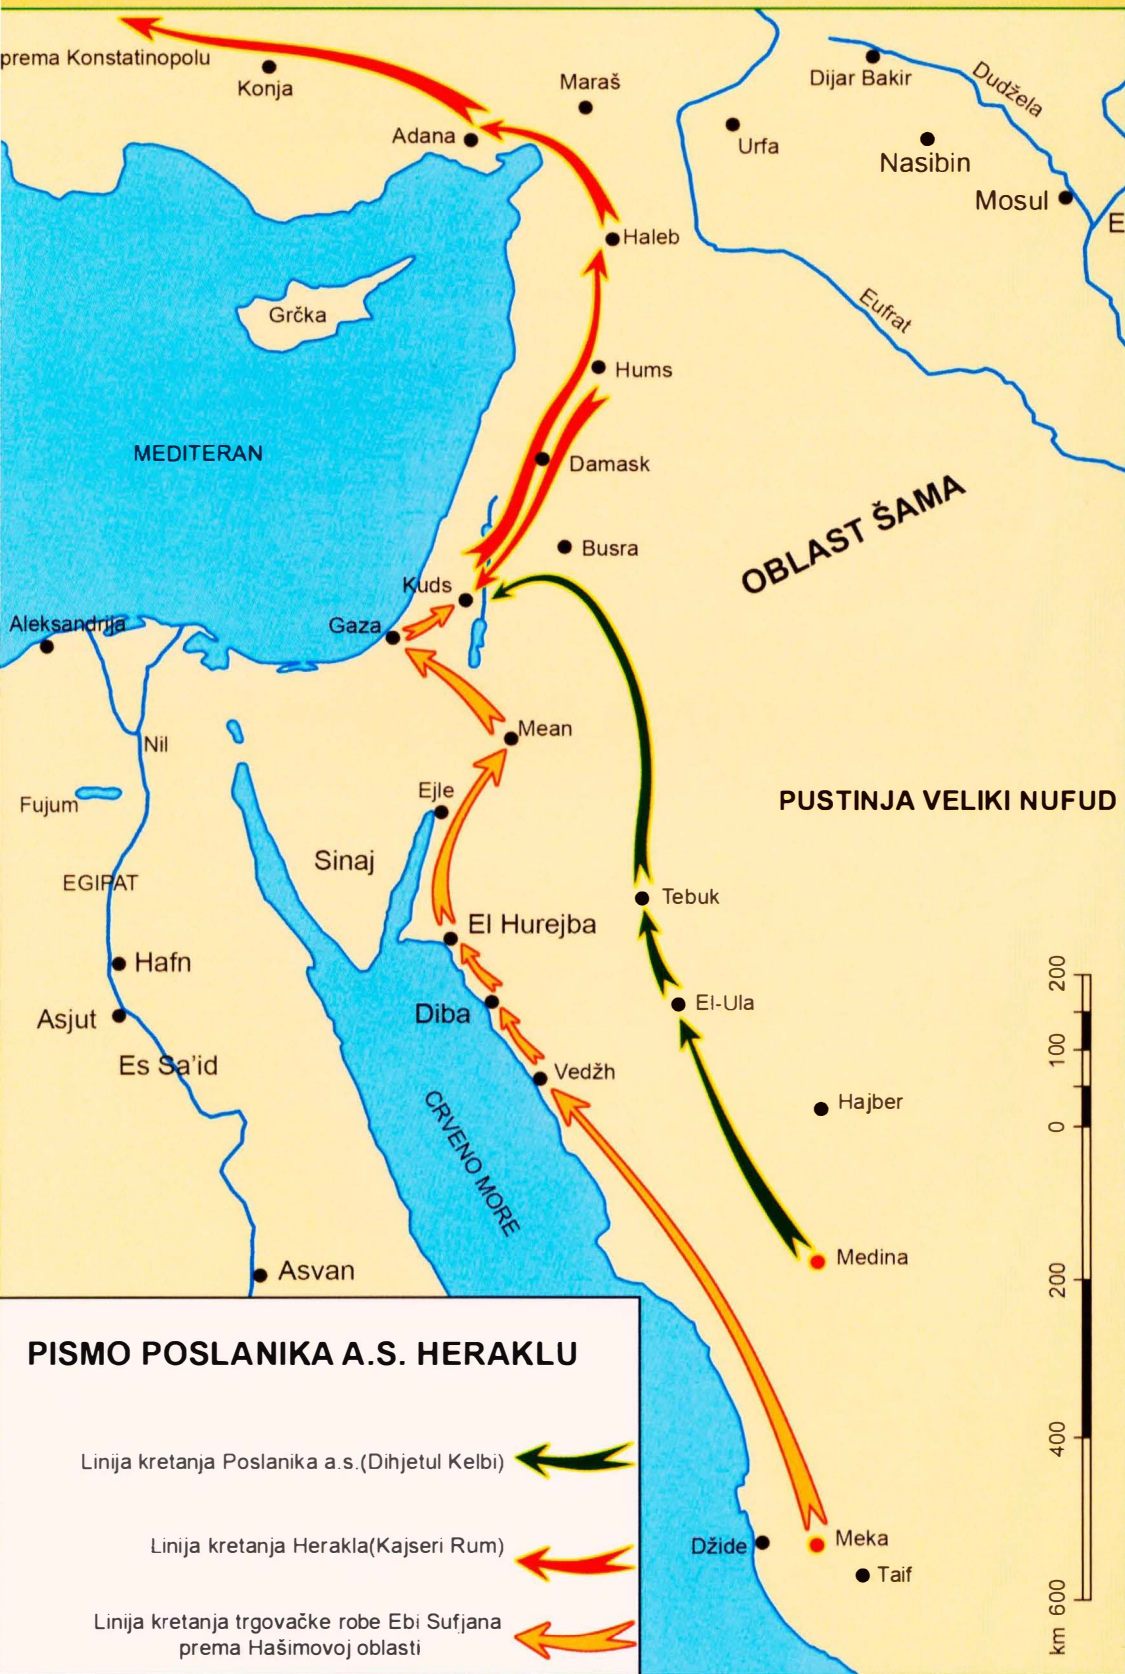 prema Konstatinopolu
Konja
Maraš
Dijar Bakir
Dudžela
Adana
Urfa
Nasibin
Mosul
E
Haleb
Grčka
Eufrat
Hums
MEDITERAN
Damask
OBLAST ŠAMA
Busra
Kuds
Aleksandrija
Gaza
Mean
Nil
Ejle
Fujum
PUSTINJA VELIKI NUFUD
Sinaj
EGIPAT
Tebuk
El Hurejba
Hafn
El-Ula
Diba
Asjut
Es Sa'id
Vedžh
Hajber
CRVENO MORE
Medina
Asvan
200
100
0
200
400
600
km
Meka
Džide
Taif
PISMO POSLANIKA A.S. HERAKLU
Linija kretanja Poslanika a.s.(Dihjetul Kelbi)
Linija kretanja Herakla(Kajseri Rum)
Linija kretanja trgovačke robe Ebi Sufjana
prema Hašimovoj oblasti